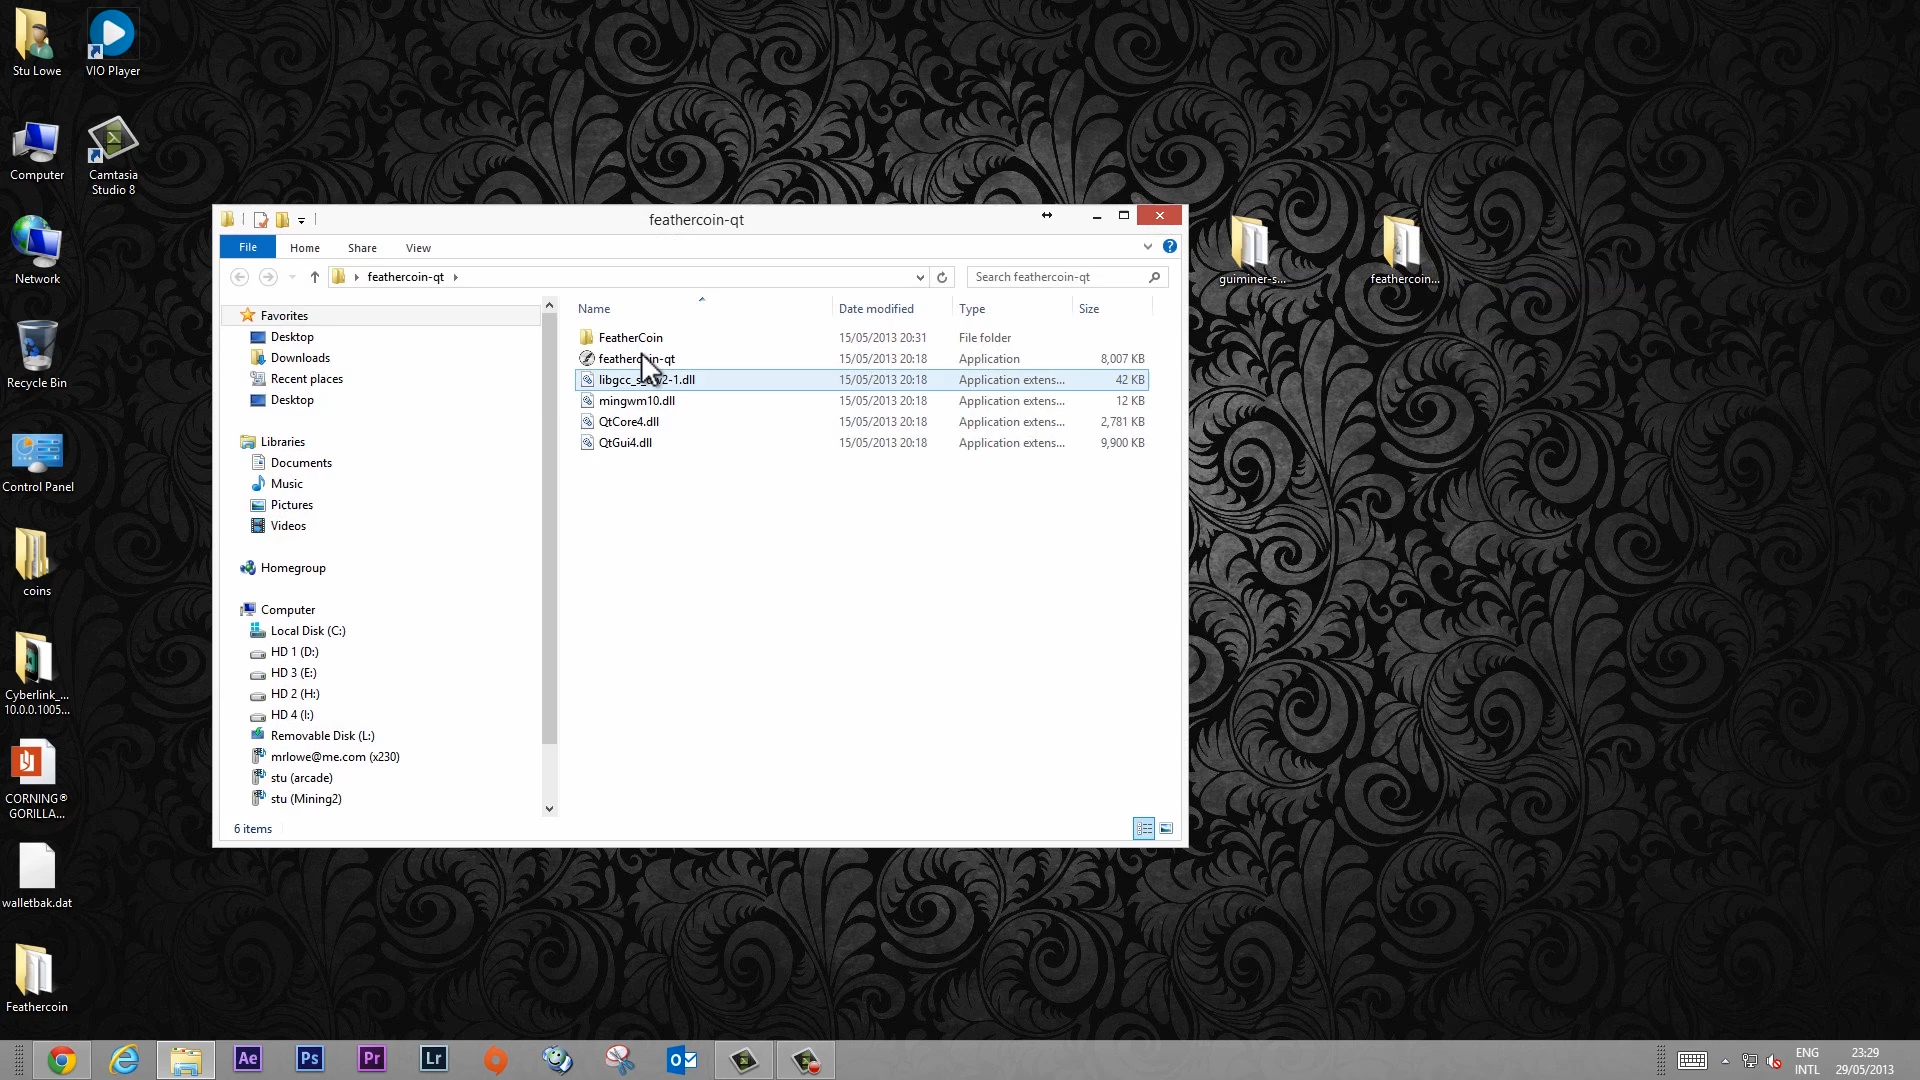 Stu Lowe
VIO Player
Computer
Camtasia
Studio 8
Network
Recycle Bin
Control Panel
coins
Cyberlink_...
10.0.0.1005...
CORNING®
GORILLA...
walletbak.dat
Feathercoin
feathercoin-qt
File Home Share View
feathercoin-qt
Search feathercoin-qt
Favorites
Desktop
Downloads
Recent places
Desktop
Libraries
Documents
Music
Pictures
Videos
Homegroup
Computer
Local Disk (C:)
HD 1 (D:)
HD 3 (E:)
HD 2 (H:)
HD 4 (I:)
Removable Disk (L:)
mrlowe@me.com (x230)
stu (arcade)
stu (Mining2)
Name Date modified Type Size
FeatherCoin 15/05/2013 20:31 File folder
feathercoin-qt 15/05/2013 20:18 Application 8,007 KB
15/05/2013 20:18 Application extens... 42 KB
mingwm10.dll 15/05/2013 20:18 Application extens... 12 KB
QtCore4.dll 15/05/2013 20:18 Application extens... 2,781 KB
QtGui4.dll 15/05/2013 20:18 Application extens... 9,900 KB
6 items
guiminer-s...
feathercoin...
Ae
Ps
Pr
Lr
ENG
INTL
23:29
29/05/2013